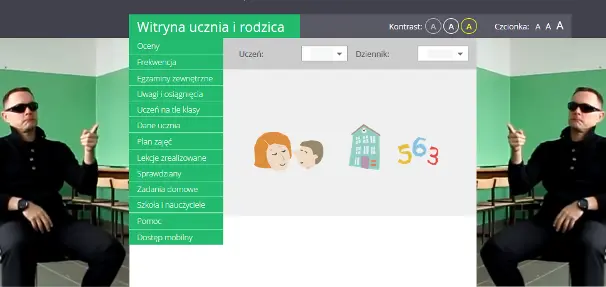 Witryna ucznia i rodzica
Kontrast: A A A
Czcionka: A A A
Oceny
Frekwencja
Egzaminy zewnętrzne
Uwagi i osiągnięcia
Uczeń na tle klasy
Dane ucznia
Plan zajęć
Lekcje zrealizowane
Sprawdziany
Zadania domowe
Szkoła i nauczyciele
Pomoc
Dostęp mobilny
Uczeń:
Dziennik:
563